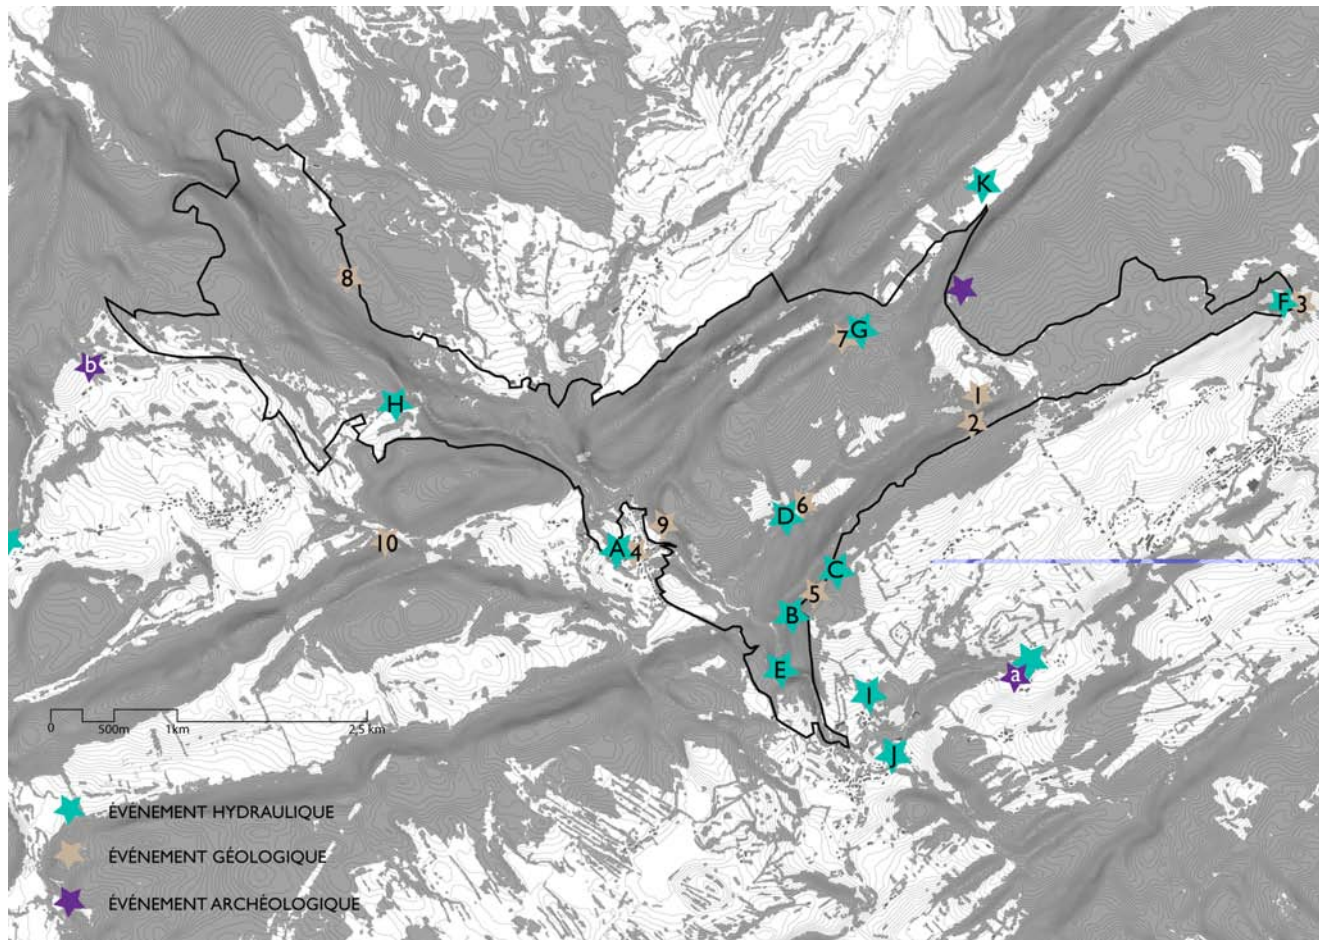 K
8
F 3
G
7
b
1
H
2
6
D
9
10
A 4
C
5
B
E
a
I
J
0 500m 1km 2,5 km
ÉVENEMENT HYDRAULIQUE
ÉVÉNEMENT GÉOLOGIQUE
ÉVÉNEMENT ARCHÉOLOGIQUE